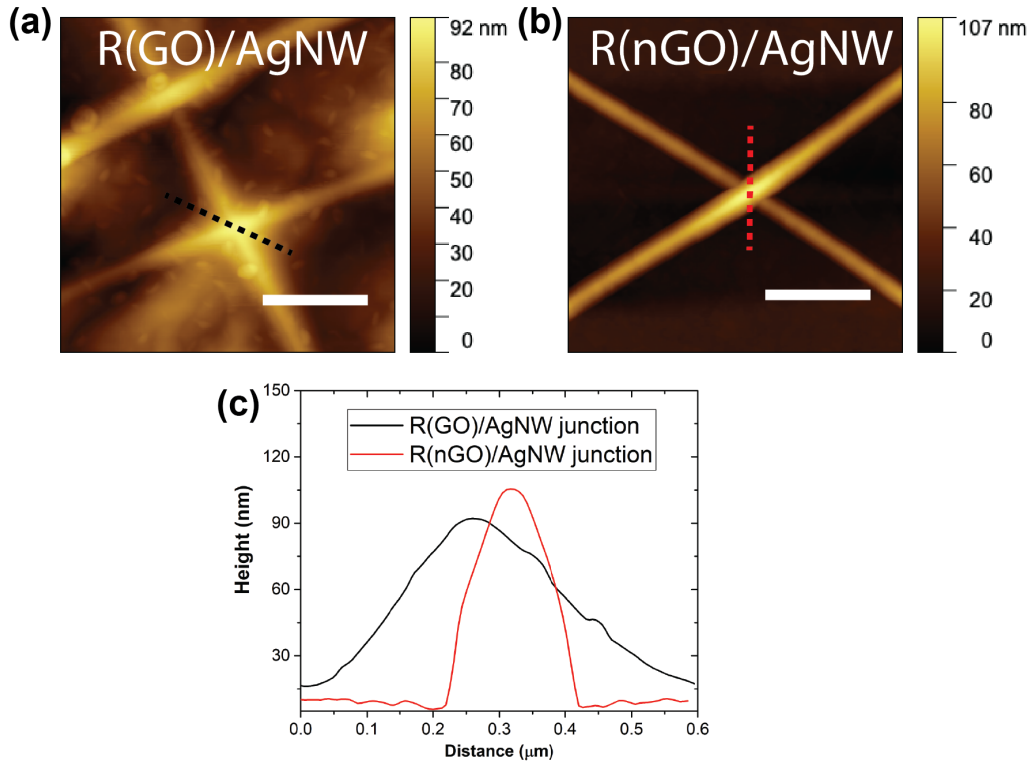 (a)
R(GO)/AgNW
92 nm
80
70
60
50
40
30
20
10
0
(b)
R(nGO)/AgNW
107 nm
80
60
40
20
0
(c)
150
120
90
60
30
Height (nm)
R(GO)/AgNW junction
R(nGO)/AgNW junction
0.0 0.1 0.2 0.3 0.4 0.5 0.6
Distance (μm)